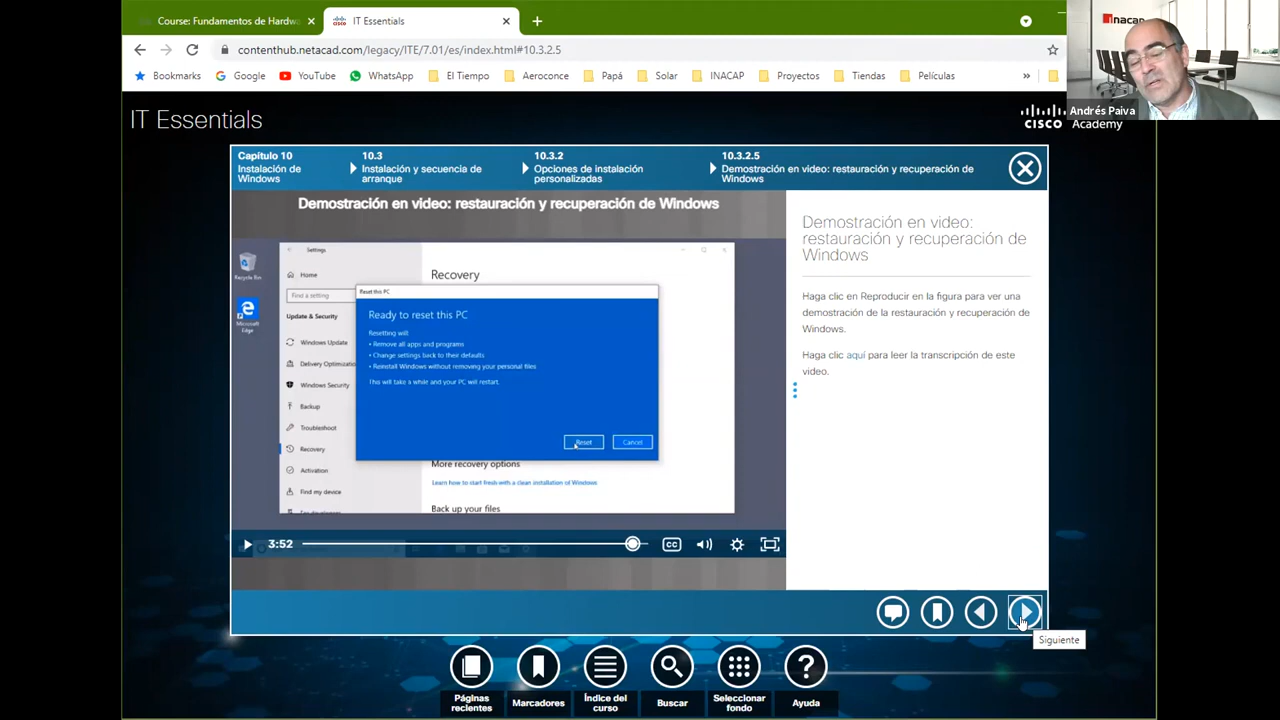 Course: Fundamentos de Hardw
IT Essentials
contenthub.netacad.com/legacy/ITE/7.01/es/index.html#10.3.2.5
Bookmarks
Google
YouTube
WhatsApp
El Tiempo
Aeroconce
Papá
Solar
INACAP
Proyectos
Tiendas
Películas
»
inacap
Andrés Paiva
IT Essentials
CISCO
Academy
Capítulo 10
Instalación de
Windows
10.3
Instalación y secuencia de
arranque
10.3.2
Opciones de instalación
personalizadas
10.3.2.5
Demostración en video: restauración y recuperación de
Windows
Demostración en video: restauración y recuperación de Windows
Recycle Bin
Microsoft
Edge
Settings
Home
Find a setting
Update & Security
Windows Update
Delivery Optimizatio
Windows Security
Backup
Troubleshoot
Recovery
Activation
Find my device
Recovery
Reset this PC
Ready to reset this PC
Resetting will:
• Remove all apps and programs
• Change settings back to their defaults
• Reinstall Windows without removing your personal files
This will take a while and your PC will restart.
Reset
Cancel
More recovery options
Learn how to start fresh with a clean installation of Windows
Back up your files
3:52
CC
Demostración en video:
restauración y recuperación de
Windows
Haga clic en Reproducir en la figura para ver una
demostración de la restauración y recuperación de
Windows.
Haga clic aquí para leer la transcripción de este
video.
Siguiente
Páginas
recientes
Marcadores
Índice del
curso
Buscar
Seleccionar
fondo
?
Ayuda